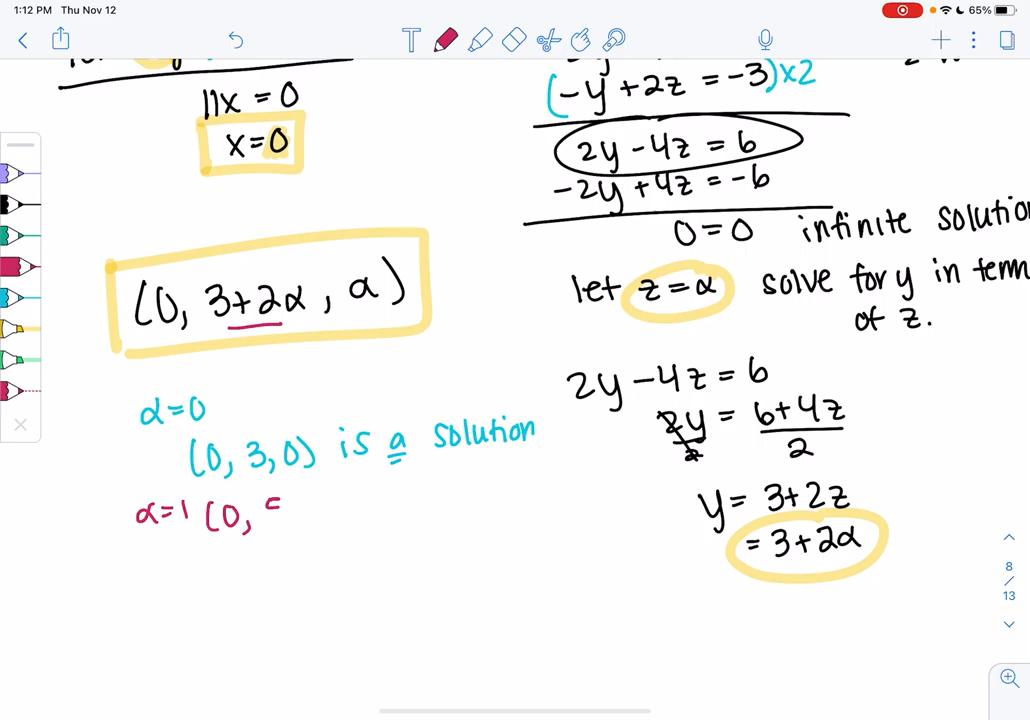 1:12 PM Thu Nov 12
65%
11x = 0
x = 0
(0, 3+2α, α)
α=0
(0, 3, 0) is a solution
α=1 (0,
(-y + 2z = -3)x2
2y - 4z = 6
-2y + 4z = -6
0 = 0 infinite solutio
let z = α solve for y in term
of z.
2y - 4z = 6
2y = 6+4z
2 2
y = 3+2z
= 3+2α
8
/
13